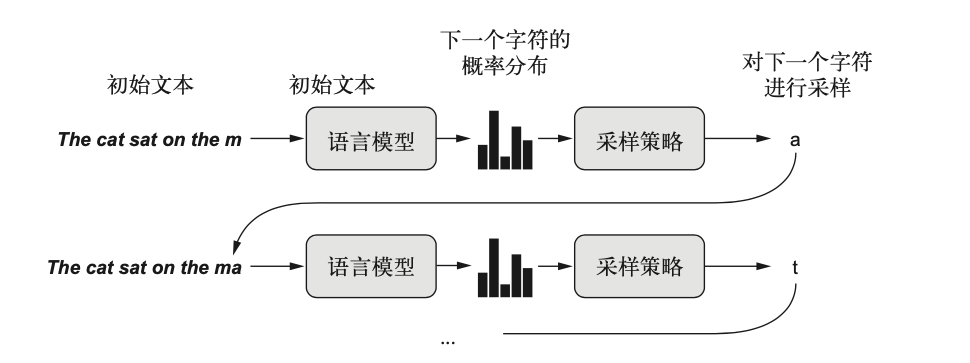 下一个字符的
概率分布
对下一个字符
进行采样
初始文本
初始文本
The cat sat on the m
语言模型
采样策略
a
The cat sat on the ma
语言模型
采样策略
t
...